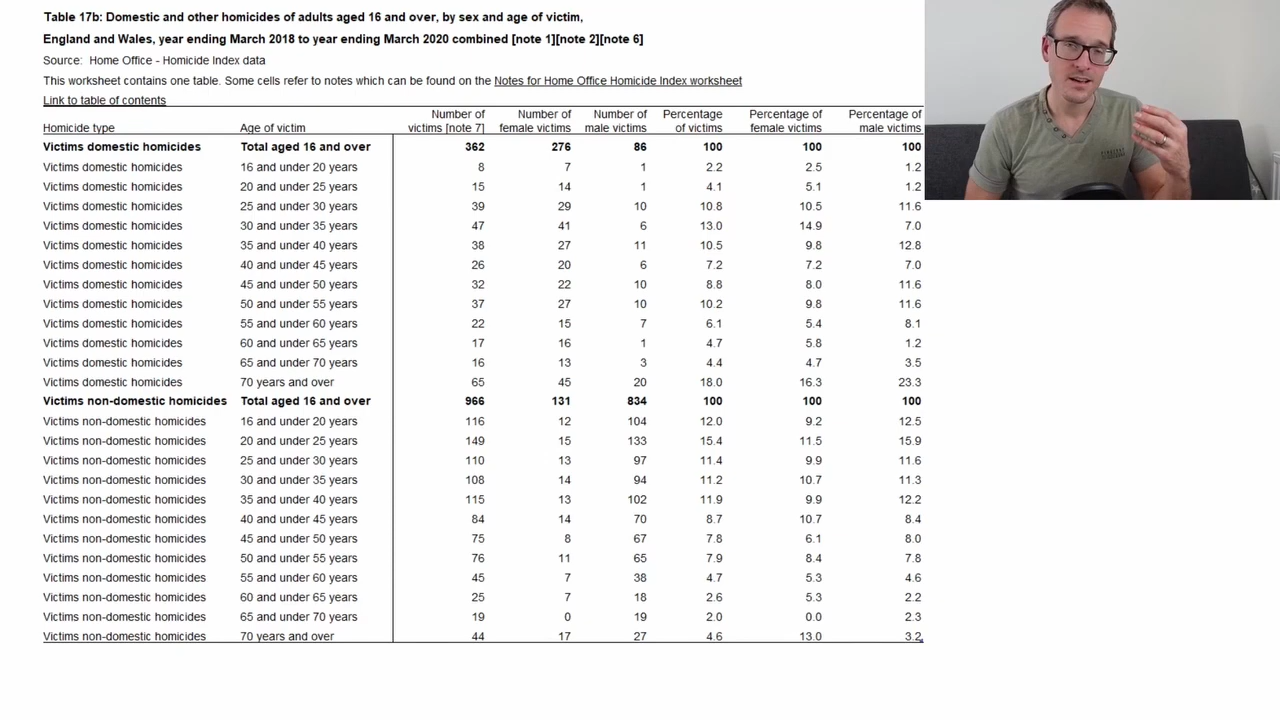 Table 17b: Domestic and other homicides of adults aged 16 and over, by sex and age of victim,
England and Wales, year ending March 2018 to year ending March 2020 combined [note 1][note 2][note 6]
Source: Home Office - Homicide Index data
This worksheet contains one table. Some cells refer to notes which can be found on the Notes for Home Office Homicide Index worksheet
Link to table of contents
Homicide type Age of victim Number of victims [note 7] Number of female victims Number of male victims Percentage of victims Percentage of female victims Percentage of male victims
Victims domestic homicides Total aged 16 and over 362 276 86 100 100 100
Victims domestic homicides 16 and under 20 years 8 7 1 2.2 2.5 1.2
Victims domestic homicides 20 and under 25 years 15 14 1 4.1 5.1 1.2
Victims domestic homicides 25 and under 30 years 39 29 10 10.8 10.5 11.6
Victims domestic homicides 30 and under 35 years 47 41 6 13.0 14.9 7.0
Victims domestic homicides 35 and under 40 years 38 27 11 10.5 9.8 12.8
Victims domestic homicides 40 and under 45 years 26 20 6 7.2 7.2 7.0
Victims domestic homicides 45 and under 50 years 32 22 10 8.8 8.0 11.6
Victims domestic homicides 50 and under 55 years 37 27 10 10.2 9.8 11.6
Victims domestic homicides 55 and under 60 years 22 15 7 6.1 5.4 8.1
Victims domestic homicides 60 and under 65 years 17 16 1 4.7 5.8 1.2
Victims domestic homicides 65 and under 70 years 16 13 3 4.4 4.7 3.5
Victims domestic homicides 70 years and over 65 45 20 18.0 16.3 23.3
Victims non-domestic homicides Total aged 16 and over 966 131 834 100 100 100
Victims non-domestic homicides 16 and under 20 years 116 12 104 12.0 9.2 12.5
Victims non-domestic homicides 20 and under 25 years 149 15 133 15.4 11.5 15.9
Victims non-domestic homicides 25 and under 30 years 110 13 97 11.4 9.9 11.6
Victims non-domestic homicides 30 and under 35 years 108 14 94 11.2 10.7 11.3
Victims non-domestic homicides 35 and under 40 years 115 13 102 11.9 9.9 12.2
Victims non-domestic homicides 40 and under 45 years 84 14 70 8.7 10.7 8.4
Victims non-domestic homicides 45 and under 50 years 75 8 67 7.8 6.1 8.0
Victims non-domestic homicides 50 and under 55 years 76 11 65 7.9 8.4 7.8
Victims non-domestic homicides 55 and under 60 years 45 7 38 4.7 5.3 4.6
Victims non-domestic homicides 60 and under 65 years 25 7 18 2.6 5.3 2.2
Victims non-domestic homicides 65 and under 70 years 19 0 19 2.0 0.0 2.3
Victims non-domestic homicides 70 years and over 44 17 27 4.6 13.0 3.2